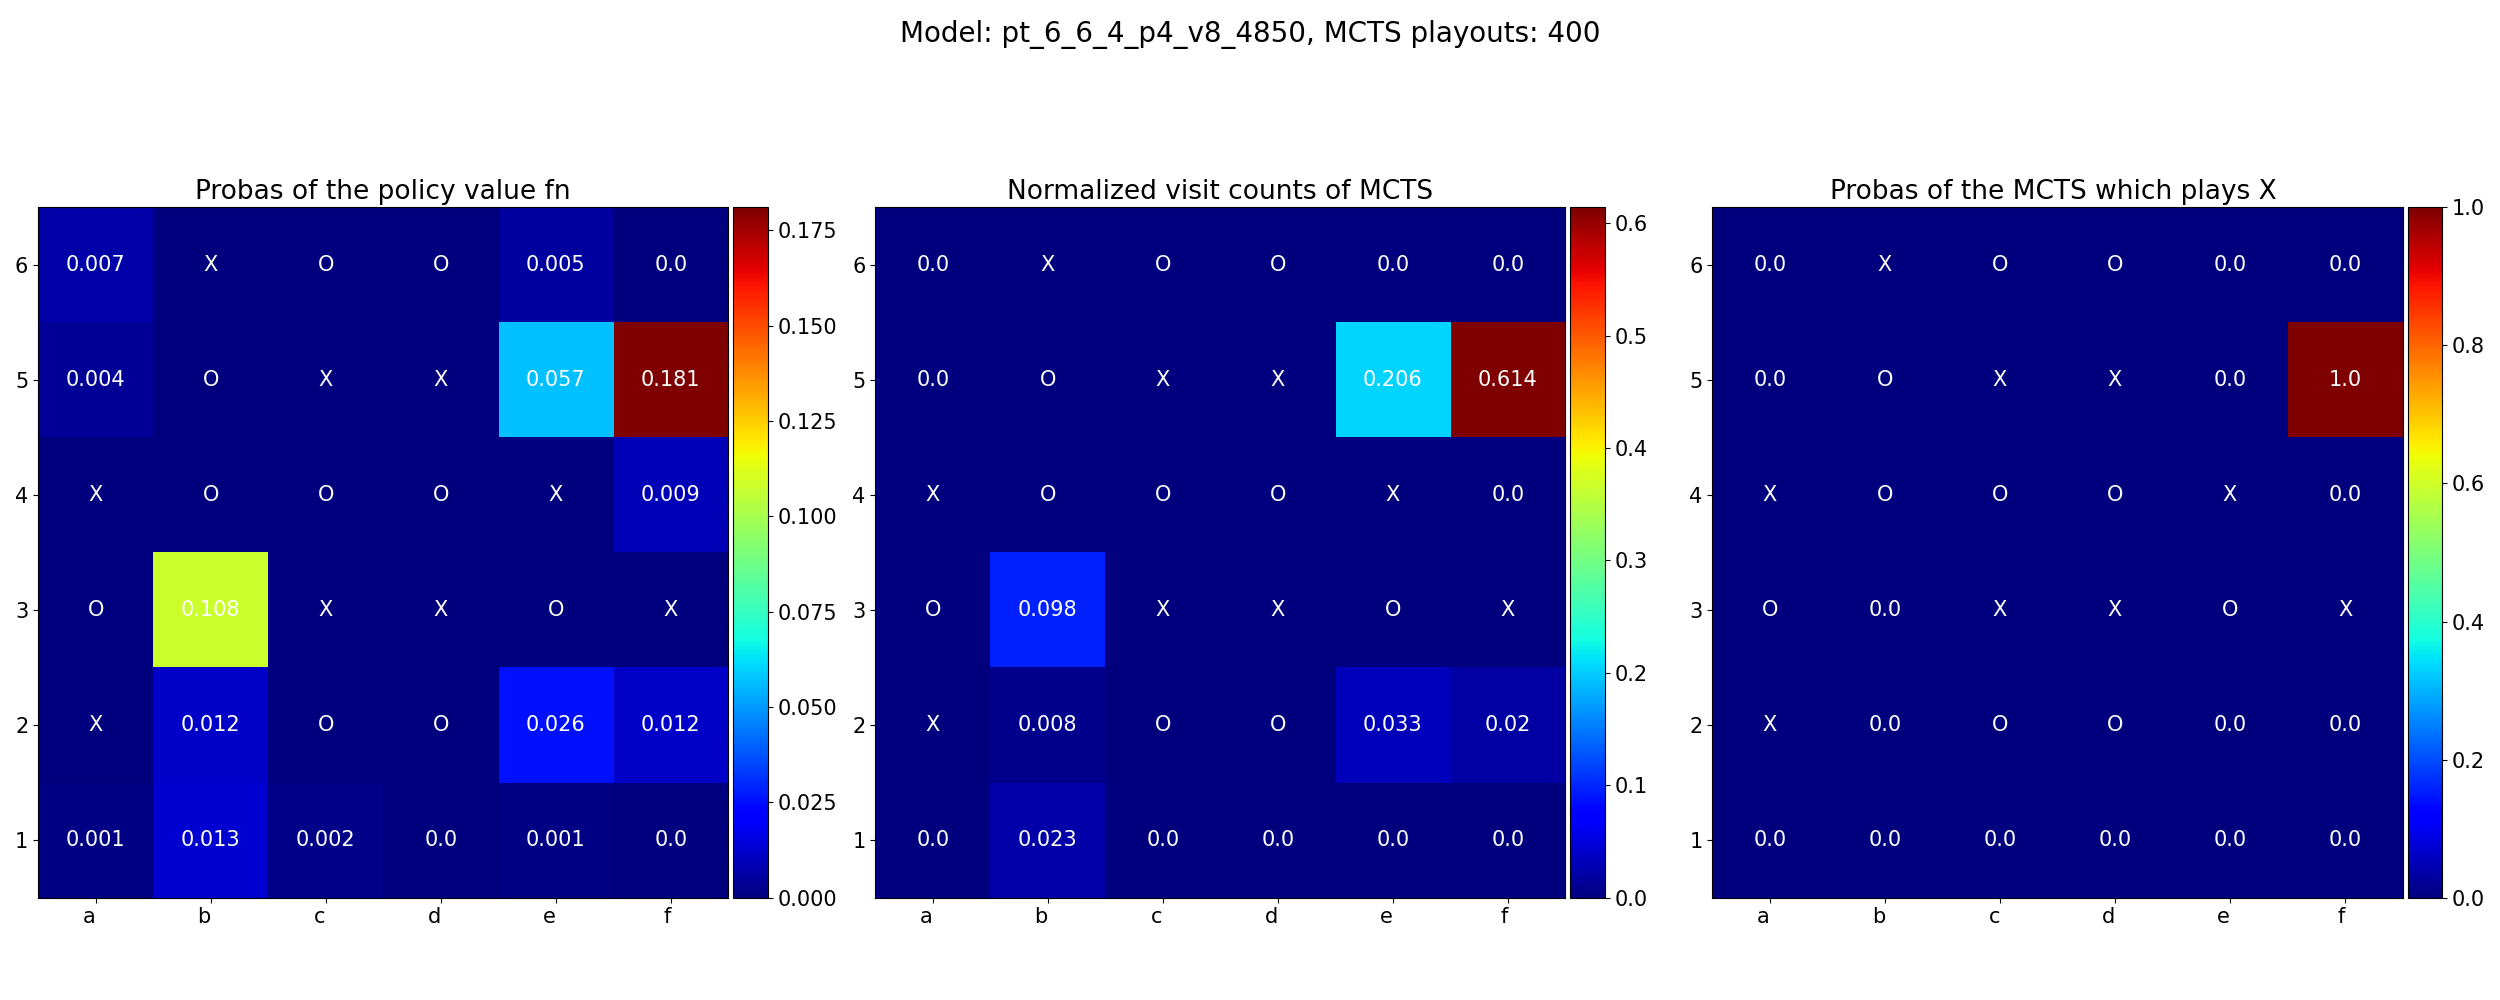 Model: pt_6_6_4_p4_v8_4850, MCTS playouts: 400
Probas of the policy value fn
6 0.007 X O O 0.005 0.0
5 0.004 O X X 0.057 0.181
4 X O O O X 0.009
3 O 0.108 X X O X
2 X 0.012 O O 0.026 0.012
1 0.001 0.013 0.002 0.0 0.001 0.0
a b c d e f
0.175
0.150
0.125
0.100
0.075
0.050
0.025
0.000
Normalized visit counts of MCTS
6 0.0 X O O 0.0 0.0
5 0.0 O X X 0.206 0.614
4 X O O O X 0.0
3 O 0.098 X X O X
2 X 0.008 O O 0.033 0.02
1 0.0 0.023 0.0 0.0 0.0 0.0
a b c d e f
0.6
0.5
0.4
0.3
0.2
0.1
0.0
Probas of the MCTS which plays X
6 0.0 X O O 0.0 0.0
5 0.0 O X X 0.0 1.0
4 X O O O X 0.0
3 O 0.0 X X O X
2 X 0.0 O O 0.0 0.0
1 0.0 0.0 0.0 0.0 0.0 0.0
a b c d e f
1.0
0.8
0.6
0.4
0.2
0.0